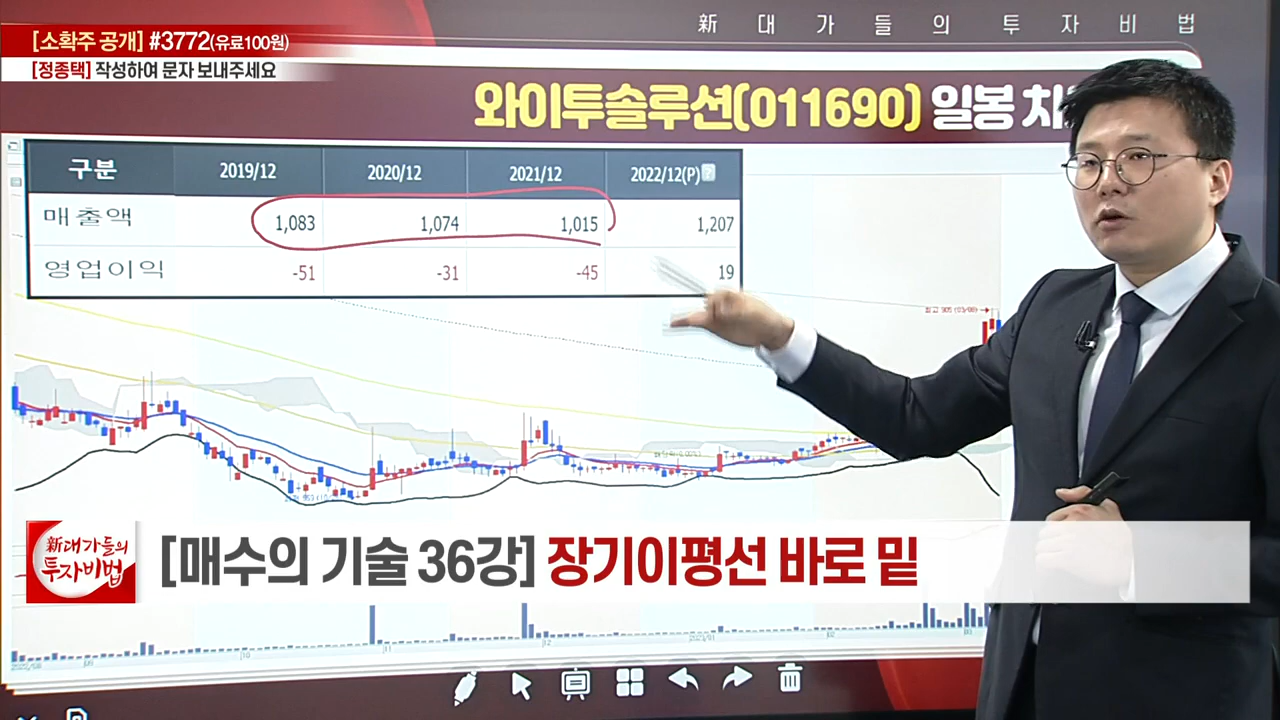 新 대가들의 투자비법
[소확주 공개] #3772(유료100원)
[정종택] 작성하여 문자 보내주세요
와이투솔루션(011690) 일봉 차
구분 2019/12 2020/12 2021/12 2022/12(P)
매출액 1,083 1,074 1,015 1,207
영업이익 -51 -31 -45 19
新대가들의
투자비법
[매수의 기술 36강] 장기이평선 바로 밑